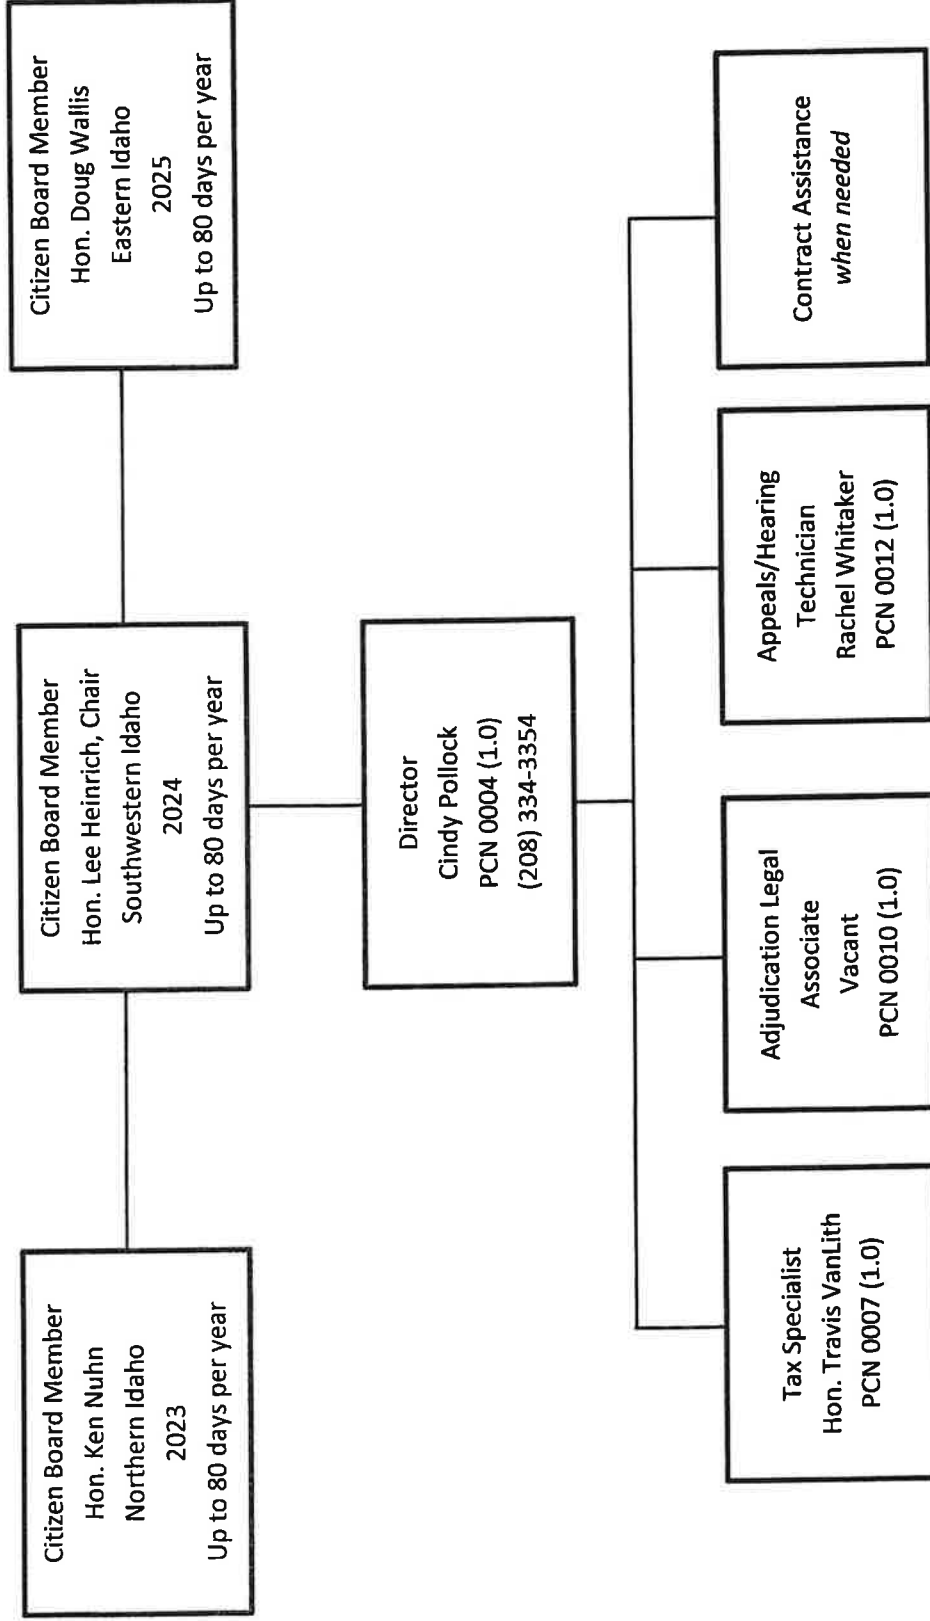 Citizen Board Member
Hon. Ken Nuhn
Northern Idaho
2023
Up to 80 days per year
Citizen Board Member
Hon. Lee Heinrich, Chair
Southwestern Idaho
2024
Up to 80 days per year
Citizen Board Member
Hon. Doug Wallis
Eastern Idaho
2025
Up to 80 days per year
Director
Cindy Pollock
PCN 0004 (1.0)
(208) 334-3354
Tax Specialist
Hon. Travis VanLith
PCN 0007 (1.0)
Adjudication Legal
Associate
Vacant
PCN 0010 (1.0)
Appeals/Hearing
Technician
Rachel Whitaker
PCN 0012 (1.0)
Contract Assistance
when needed